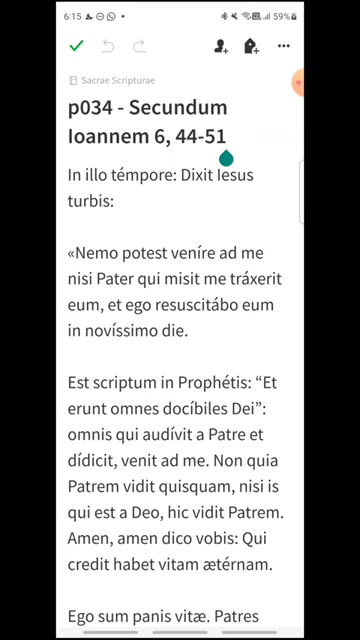 6:15
59%
Sacrae Scripturae
p034 - Secundum
Ioannem 6, 44-51
In illo témpore: Dixit Iesus
turbis:
«Nemo potest veníre ad me
nisi Pater qui misit me tráxerit
eum, et ego resuscitábo eum
in novíssimo die.
Est scriptum in Prophétis: “Et
erunt omnes docíbiles Dei”:
omnis qui audívit a Patre et
dídicit, venit ad me. Non quia
Patrem vidit quisquam, nisi is
qui est a Deo, hic vidit Patrem.
Amen, amen dico vobis: Qui
credit habet vitam ætérnam.
Ego sum panis vitæ. Patres